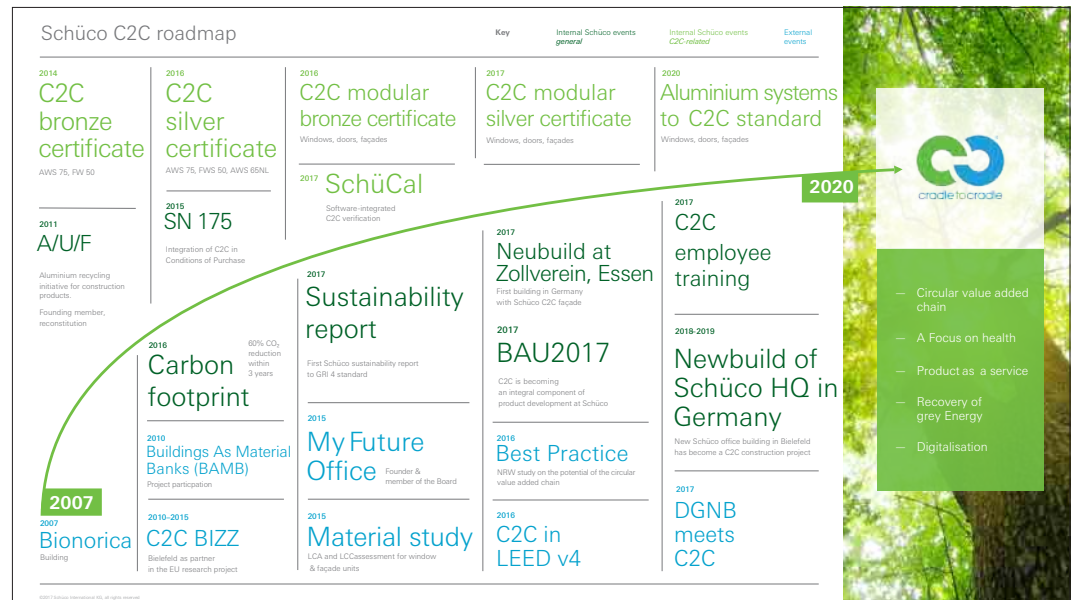 Schüco C2C roadmap
Key
Internal Schüco events
general
Internal Schüco events
C2C-related
External
events
2014
C2C
bronze
certificate
AWS 75, FW 50
2016
C2C
silver
certificate
AWS 75, FWS 50, AWS 65NL
2016
C2C modular
bronze certificate
Windows, doors, façades
2017
C2C modular
silver certificate
Windows, doors, façades
2020
Aluminium systems
to C2C standard
Windows, doors, façades
2017 SchüCal
Software-integrated
C2C verification
2011
A/U/F
Aluminium recycling
initiative for construction
products.
Founding member,
reconstitution
2015
SN 175
Integration of C2C in
Conditions of Purchase
2016
Carbon
footprint
60% CO₂
reduction
within
3 years
2017
Sustainability
report
First Schüco sustainability report
to GRI 4 standard
2017
Neubuild at
Zollverein, Essen
First building in Germany
with Schüco C2C façade
2017
BAU2017
C2C is becoming
an integral component of
product development at Schüco
2017
C2C
employee
training
2018-2019
Newbuild of
Schüco HQ in
Germany
New Schüco office building in Bielefeld
has become a C2C construction project
2010
Buildings As Material
Banks (BAMB)
Project particpation
2015
My Future
Office
Founder &
member of the Board
2016
Best Practice
NRW study on the potential of the circular
value added chain
2007
2007
Bionorica
Building
2010-2015
C2C BIZZ
Bielefeld as partner
in the EU research project
2015
Material study
LCA and LCCassessment for window
& façade units
2016
C2C in
LEED v4
2017
DGNB
meets
C2C
2020
cradletocradle
— Circular value added
chain
— A Focus on health
— Product as a service
— Recovery of
grey Energy
— Digitalisation
©2017 Schüco International KG, all rights reserved